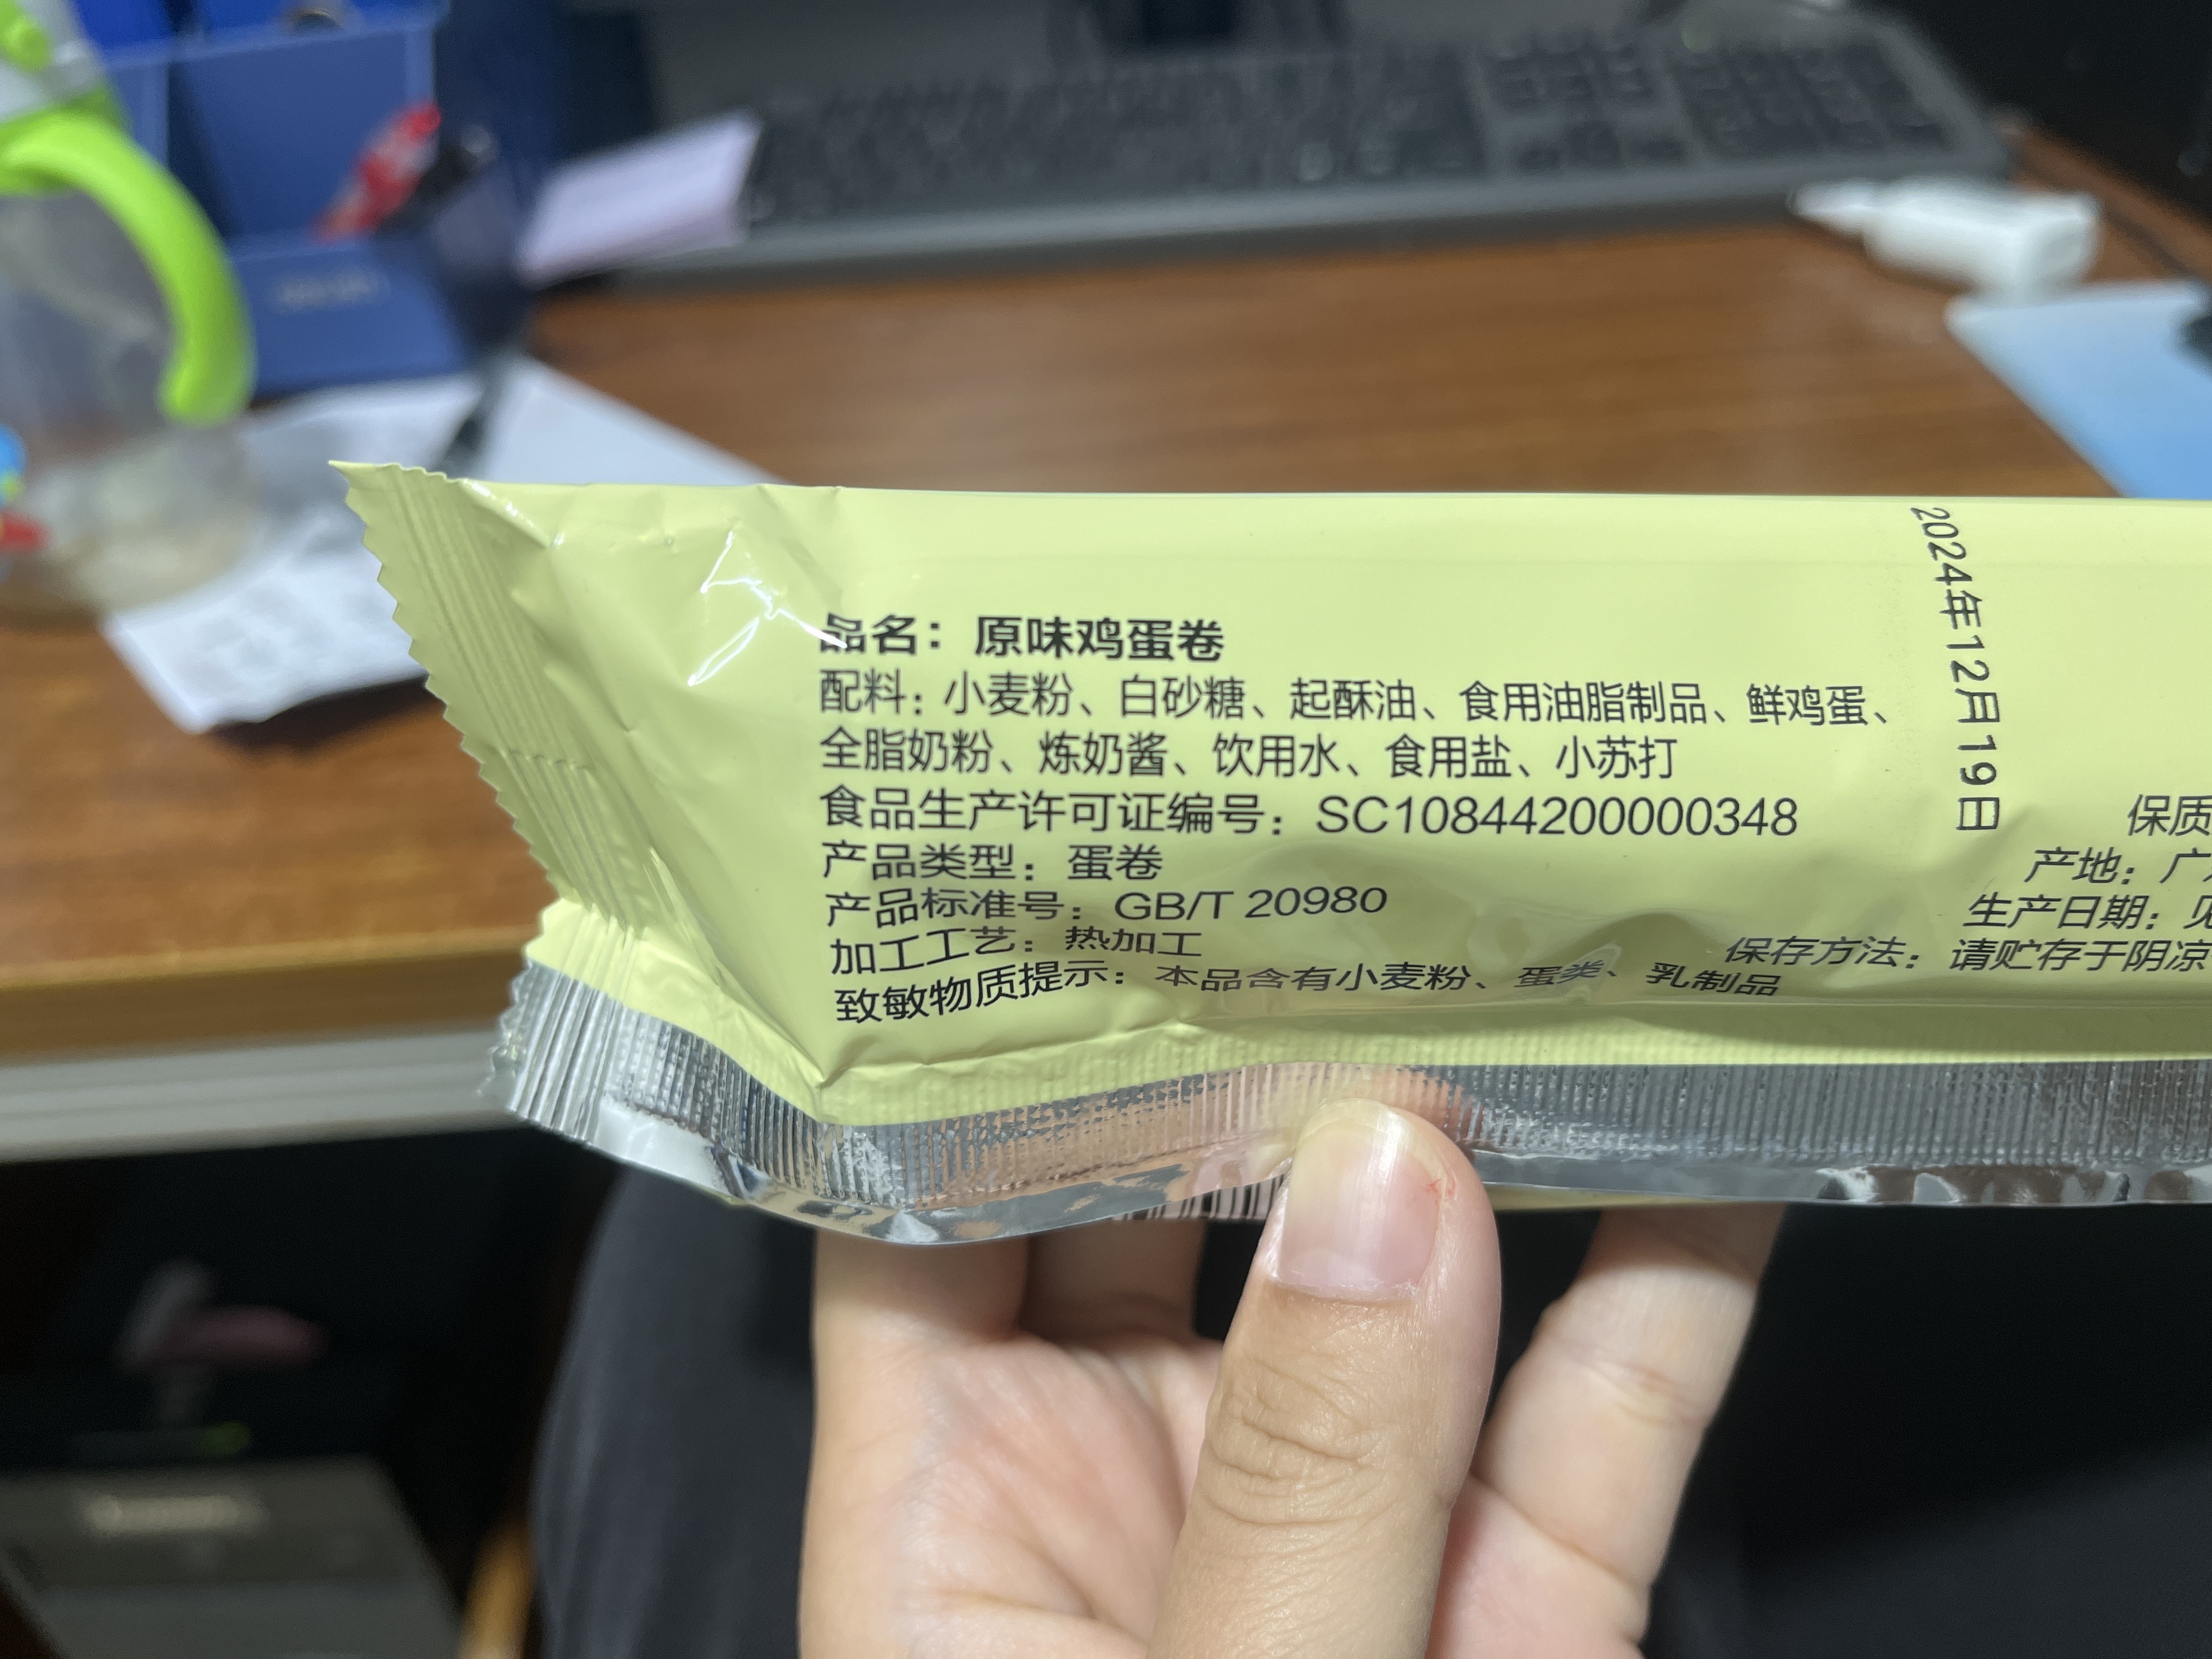 品名：原味鸡蛋卷
配料：小麦粉、白砂糖、起酥油、食用油脂制品、鲜鸡蛋、
全脂奶粉、炼奶酱、饮用水、食用盐、小苏打
食品生产许可证编号：SC10844200000348
产品类型：蛋卷
产品标准号：GB/T 20980
加工工艺：热加工
致敏物质提示：本品含有小麦粉、蛋类、乳制品
2024年12月19日
保质
产地：广
生产日期：见
保存方法：请贮存于阴凉